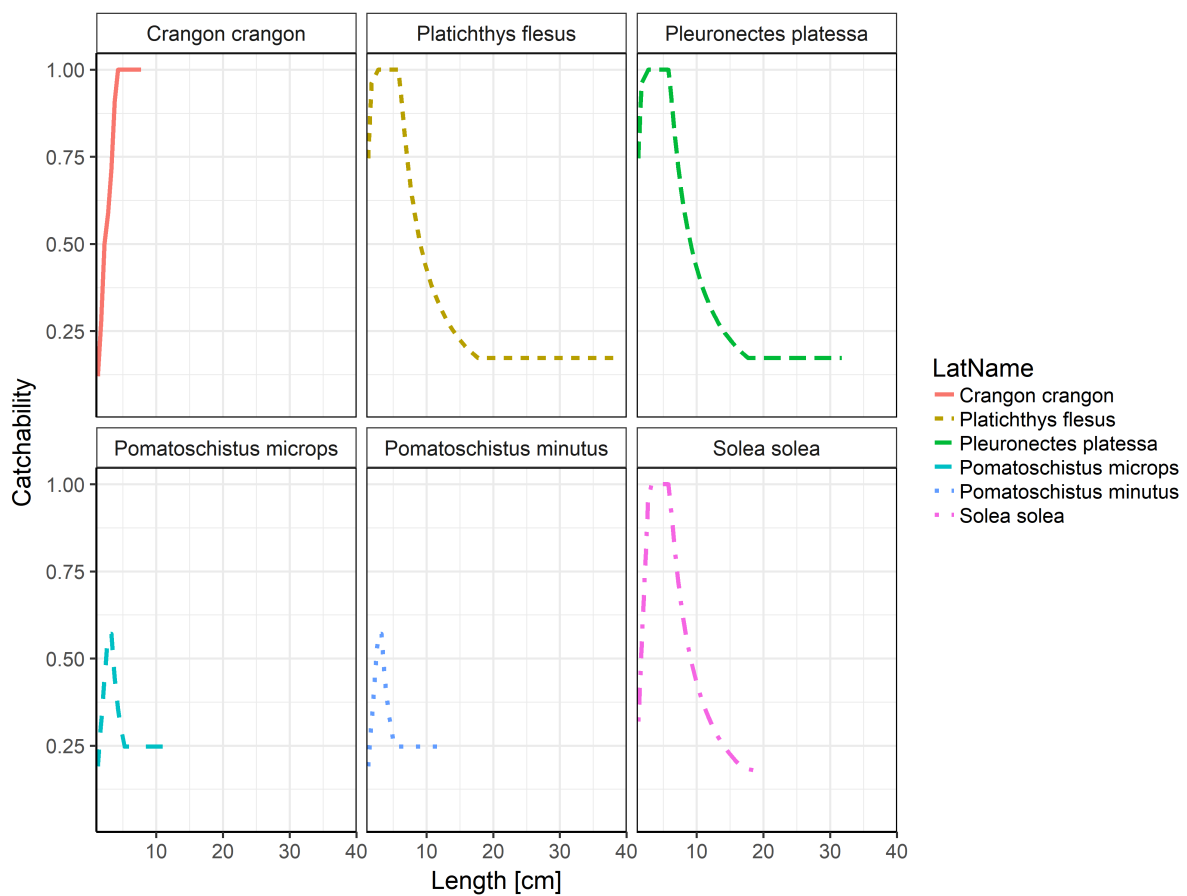 Crangon crangon Platichthys flesus Pleuronectes platessa
1.00
0.75
0.50
0.25
Pomatoschistus microps Pomatoschistus minutus Solea solea
1.00
0.75
0.50
0.25
10 20 30 40 10 20 30 40 10 20 30 40
Length [cm]
Catchability
LatName
Crangon crangon
Platichthys flesus
Pleuronectes platessa
Pomatoschistus microps
Pomatoschistus minutus
Solea solea